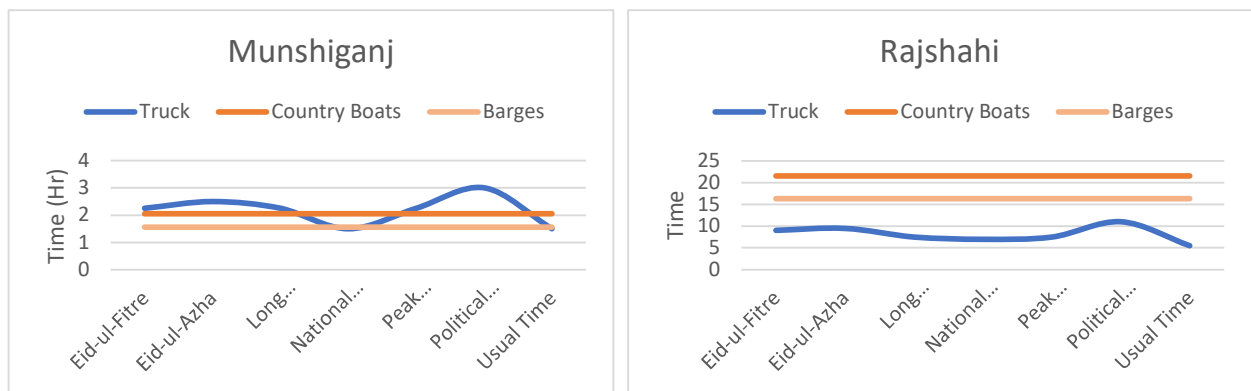 Munshiganj
Truck Country Boats Barges
Time (Hr)
4
3
2
1
0
Eid-ul-Fitre
Eid-ul-Azha
Long...
National...
Peak...
Political...
Usual Time
Rajshahi
Truck Country Boats Barges
Time
25
20
15
10
5
0
Eid-ul-Fitre
Eid-ul-Azha
Long...
National...
Peak...
Political...
Usual Time